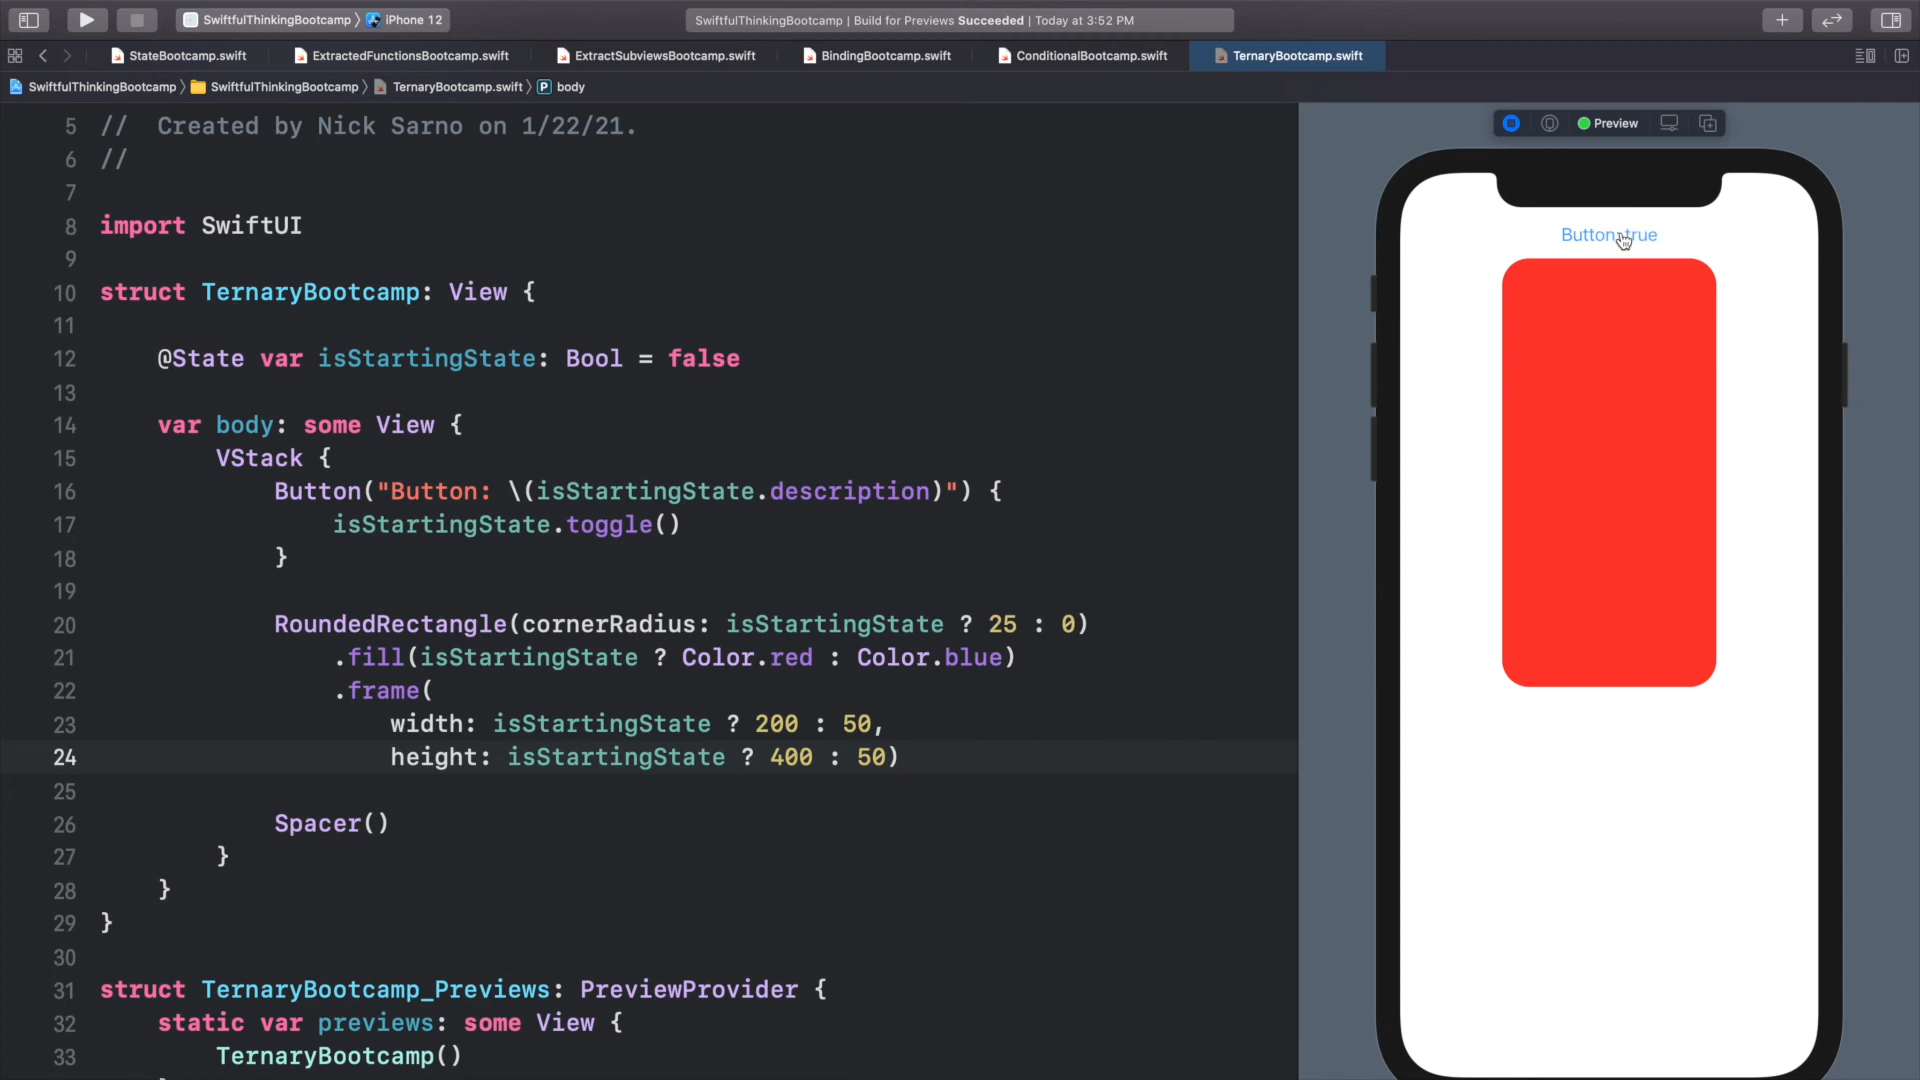 SwiftfulThinkingBootcamp 〉 iPhone 12
SwiftfulThinkingBootcamp | Build for Previews Succeeded | Today at 3:52 PM
StateBootcamp.swift
ExtractedFunctionsBootcamp.swift
ExtractSubviewsBootcamp.swift
BindingBootcamp.swift
ConditionalBootcamp.swift
TernaryBootcamp.swift
SwiftfulThinkingBootcamp 〉 SwiftfulThinkingBootcamp 〉 TernaryBootcamp.swift 〉 P body
5 //  Created by Nick Sarno on 1/22/21.
6 //
7
8 import SwiftUI
9
10 struct TernaryBootcamp: View {
11
12     @State var isStartingState: Bool = false
13
14     var body: some View {
15         VStack {
16             Button("Button: \(isStartingState.description)") {
17                 isStartingState.toggle()
18             }
19
20             RoundedRectangle(cornerRadius: isStartingState ? 25 : 0)
21                 .fill(isStartingState ? Color.red : Color.blue)
22                 .frame(
23                     width: isStartingState ? 200 : 50,
24                     height: isStartingState ? 400 : 50)
25
26             Spacer()
27         }
28     }
29 }
30
31 struct TernaryBootcamp_Previews: PreviewProvider {
32     static var previews: some View {
33         TernaryBootcamp()
Preview
Button: true